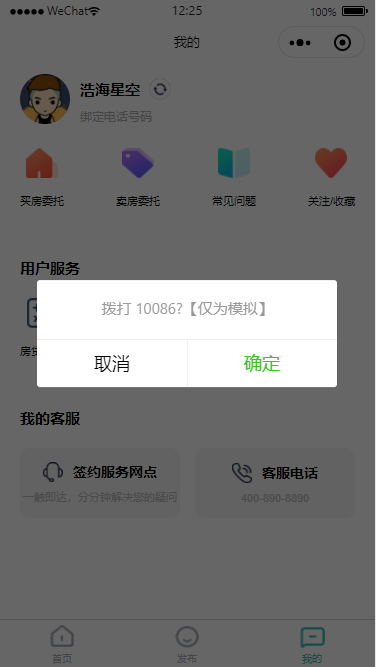 WeChat 12:25 100%
我的
浩海星空
绑定电话号码
买房委托 卖房委托 常见问题 关注/收藏
用户服务
拨打 10086?【仅为模拟】
取消 确定
我的客服
签约服务网点 客服电话
一触即达，分分钟解决您的疑问 400-890-8890
首页 发布 我的